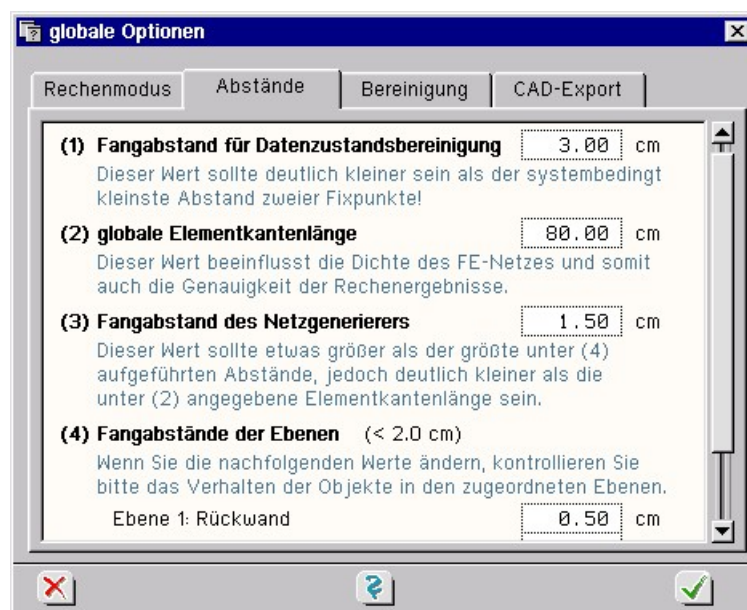 globale Optionen
Rechenmodus Abstände Bereinigung CAD-Export
(1) Fangabstand für Datenzustandsbereinigung 3.00 cm
Dieser Wert sollte deutlich kleiner sein als der systembedingt
kleinste Abstand zweier Fixpunkte!
(2) globale Elementkantenlänge 80.00 cm
Dieser Wert beeinflusst die Dichte des FE-Netzes und somit
auch die Genauigkeit der Rechenergebnisse.
(3) Fangabstand des Netzgenerierers 1.50 cm
Dieser Wert sollte etwas größer als der größte unter (4)
aufgeführten Abstände, jedoch deutlich kleiner als die
unter (2) angegebene Elementkantenlänge sein.
(4) Fangabstände der Ebenen (< 2.0 cm)
Wenn Sie die nachfolgenden Werte ändern, kontrollieren Sie
bitte das Verhalten der Objekte in den zugeordneten Ebenen.
Ebene 1: Rückwand 0.50 cm